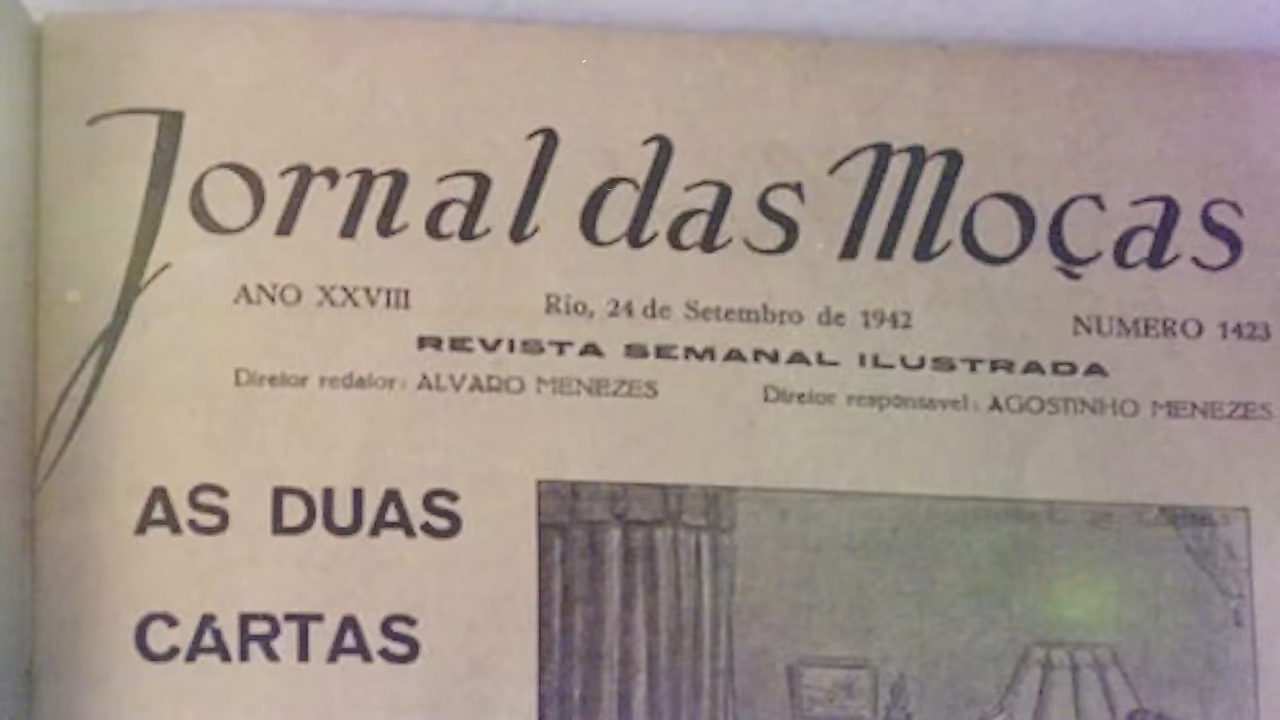 Jornal das Moças
ANO XXVIII Rio, 24 de Setembro de 1942 NUMERO 1423
REVISTA SEMANAL ILUSTRADA
Diretor redator: ALVARO MENEZES Diretor responsavel: AGOSTINHO MENEZES
AS DUAS
CARTAS